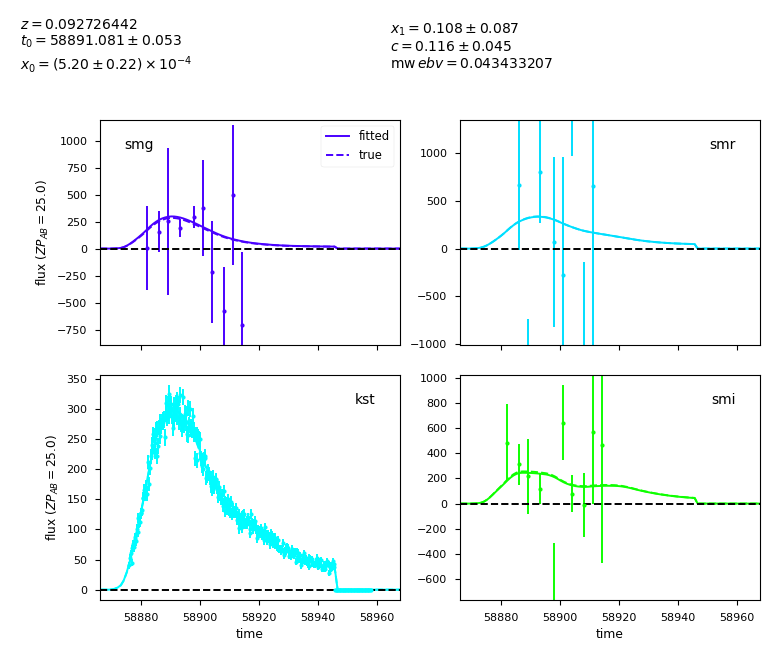 z = 0.092726442
t₀ = 58891.081 ± 0.053
x₀ = (5.20 ± 0.22) × 10⁻⁴
x₁ = 0.108 ± 0.087
c = 0.116 ± 0.045
mw ebv = 0.043433207
smg
fitted
true
1000
750
500
250
0
−250
−500
−750
flux (ZP_AB = 25.0)
smr
1000
500
0
−500
−1000
kst
350
300
250
200
150
100
50
0
flux (ZP_AB = 25.0)
58880 58900 58920 58940 58960
time
smi
1000
800
600
400
200
0
−200
−400
−600
58880 58900 58920 58940 58960
time